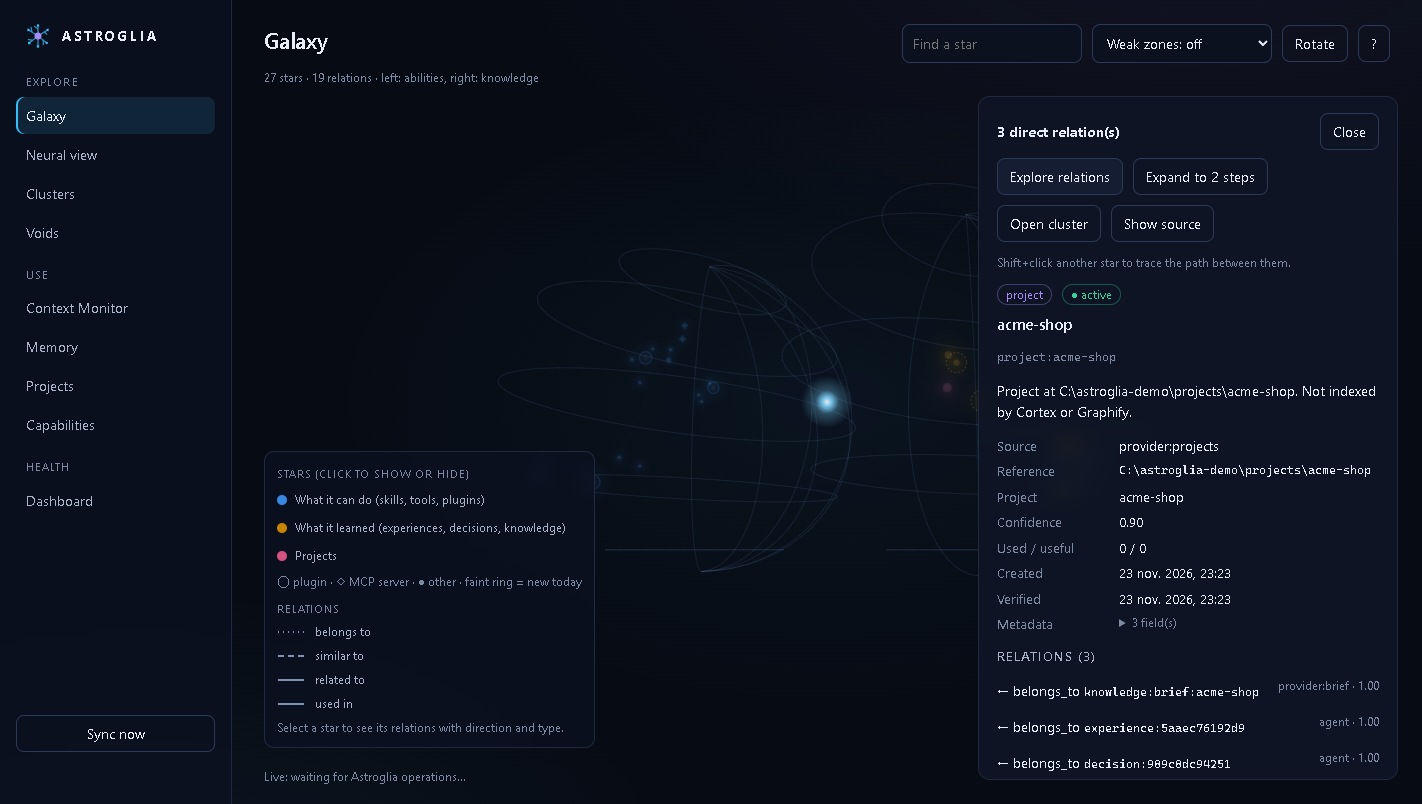 ASTROGLIA
EXPLORE
Galaxy
Neural view
Clusters
Voids
USE
Context Monitor
Memory
Projects
Capabilities
HEALTH
Dashboard
Sync now
Galaxy
27 stars · 19 relations · left: abilities, right: knowledge
Find a star
Weak zones: off
Rotate
?
STARS (CLICK TO SHOW OR HIDE)
What it can do (skills, tools, plugins)
What it learned (experiences, decisions, knowledge)
Projects
◯ plugin · ◇ MCP server · ● other · faint ring = new today
RELATIONS
belongs to
similar to
related to
used in
Select a star to see its relations with direction and type.
Live: waiting for Astroglia operations...
3 direct relation(s)
Close
Explore relations
Expand to 2 steps
Open cluster
Show source
Shift+click another star to trace the path between them.
project
● active
acme-shop
project:acme-shop
Project at C:\astroglia-demo\projects\acme-shop. Not indexed
by Cortex or Graphify.
Source provider:projects
Reference C:\astroglia-demo\projects\acme-shop
Project acme-shop
Confidence 0.90
Used / useful 0 / 0
Created 23 nov. 2026, 23:23
Verified 23 nov. 2026, 23:23
Metadata ▶ 3 field(s)
RELATIONS (3)
← belongs_to knowledge:brief:acme-shop provider:brief · 1.00
← belongs_to experience:5aaec76192d9 agent · 1.00
← belongs_to decision:909c0dc94251 agent · 1.00